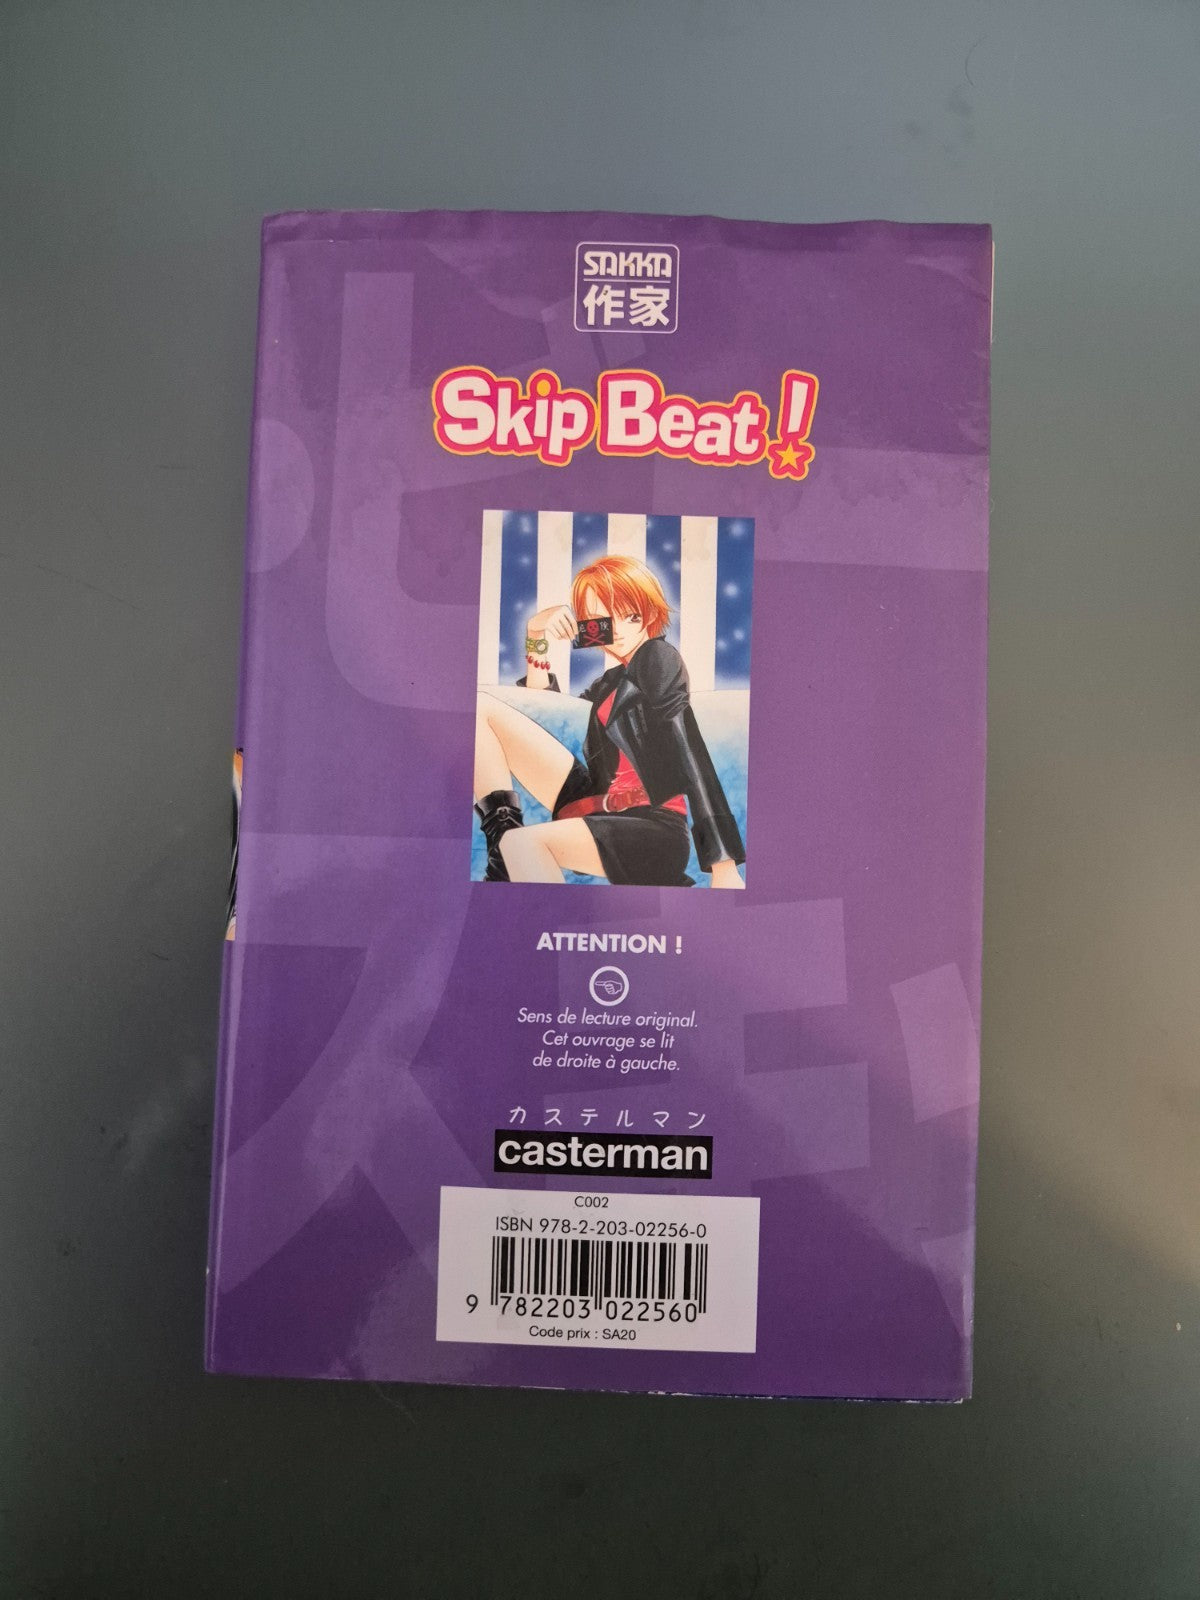 SAKKA
作家
Skip Beat!
ATTENTION !
Sens de lecture original.
Cet ouvrage se lit
de droite à gauche.
カステルマン
casterman
C002
ISBN 978-2-203-02256-0
9 782203 022560
Code prix : SA20